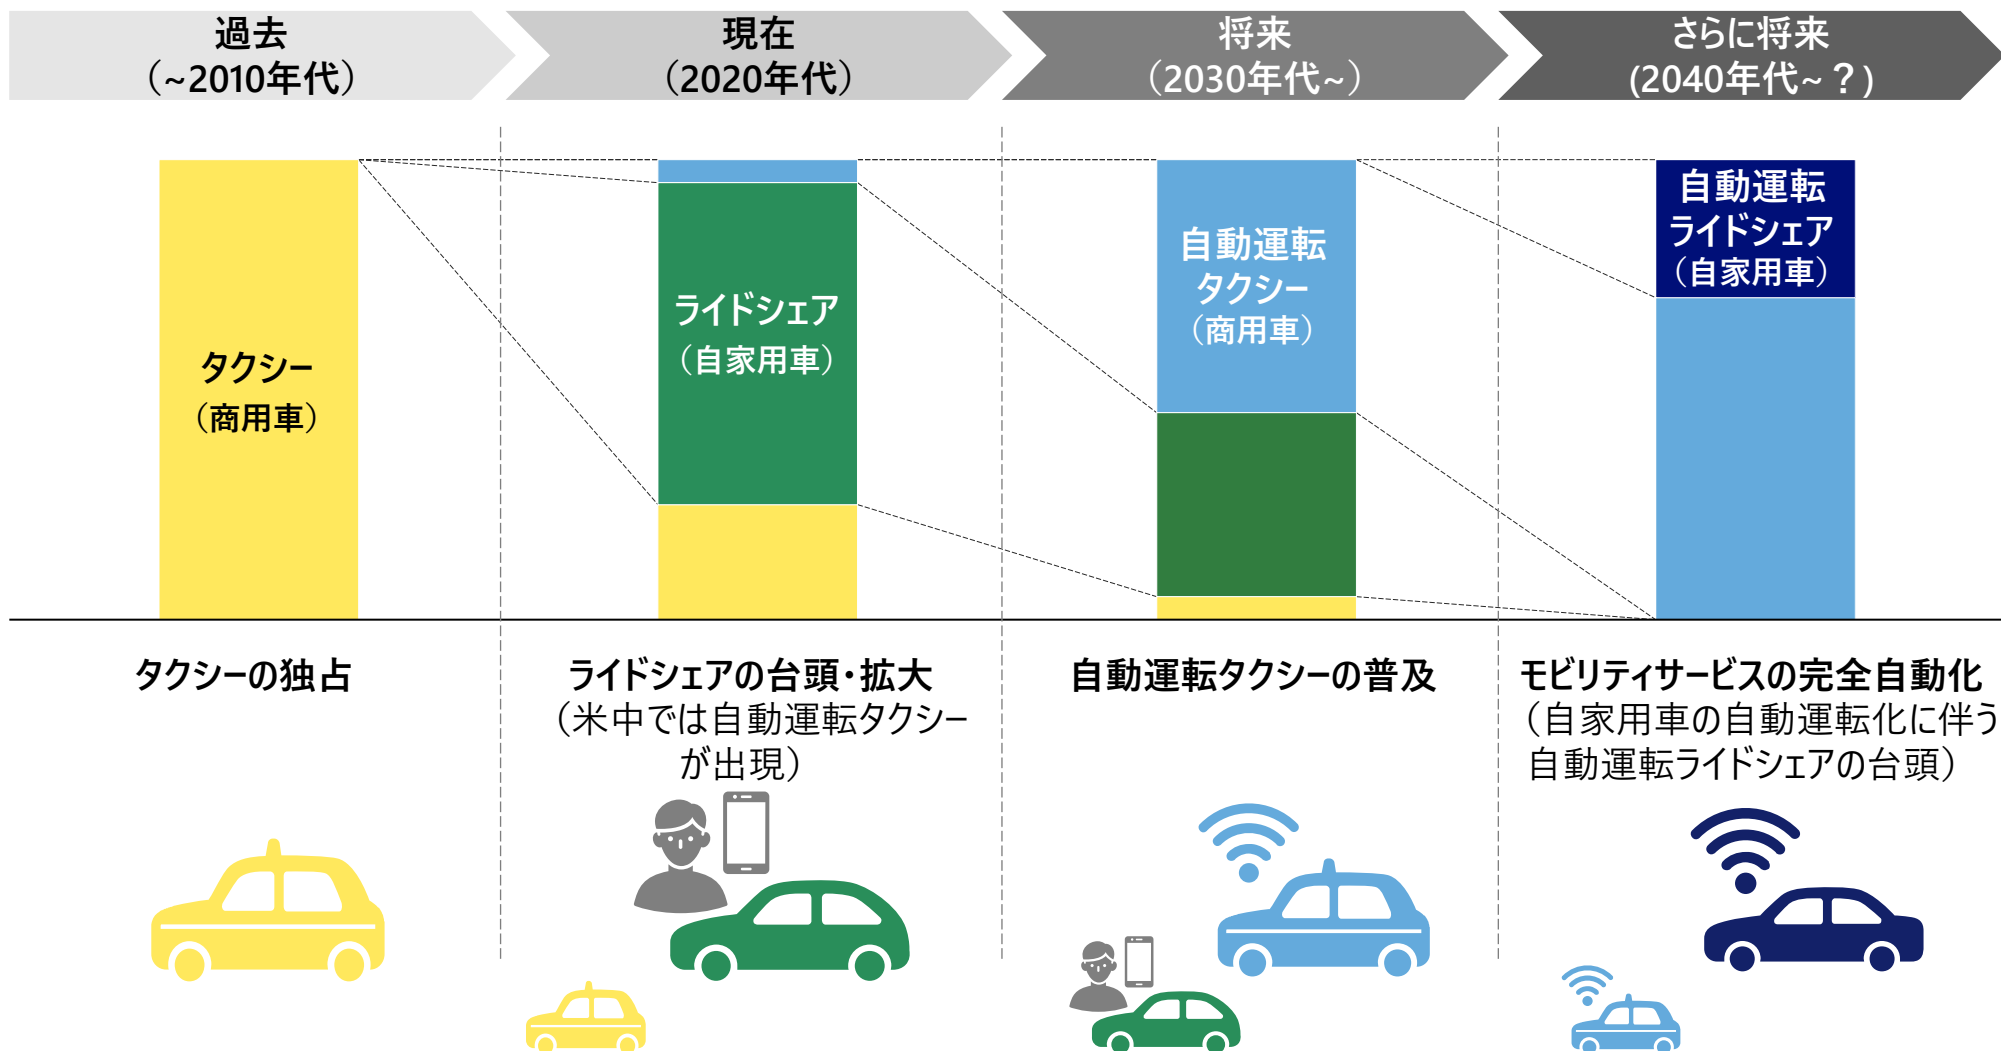 過去
（~2010年代）
現在
（2020年代）
将来
（2030年代~）
さらに将来
(2040年代~？)
タクシー
（商用車）
ライドシェア
（自家用車）
自動運転
タクシー
（商用車）
自動運転
ライドシェア
（自家用車）
タクシーの独占
ライドシェアの台頭・拡大
（米中では自動運転タクシー
が出現）
自動運転タクシーの普及
モビリティサービスの完全自動化
（自家用車の自動運転化に伴う
自動運転ライドシェアの台頭）